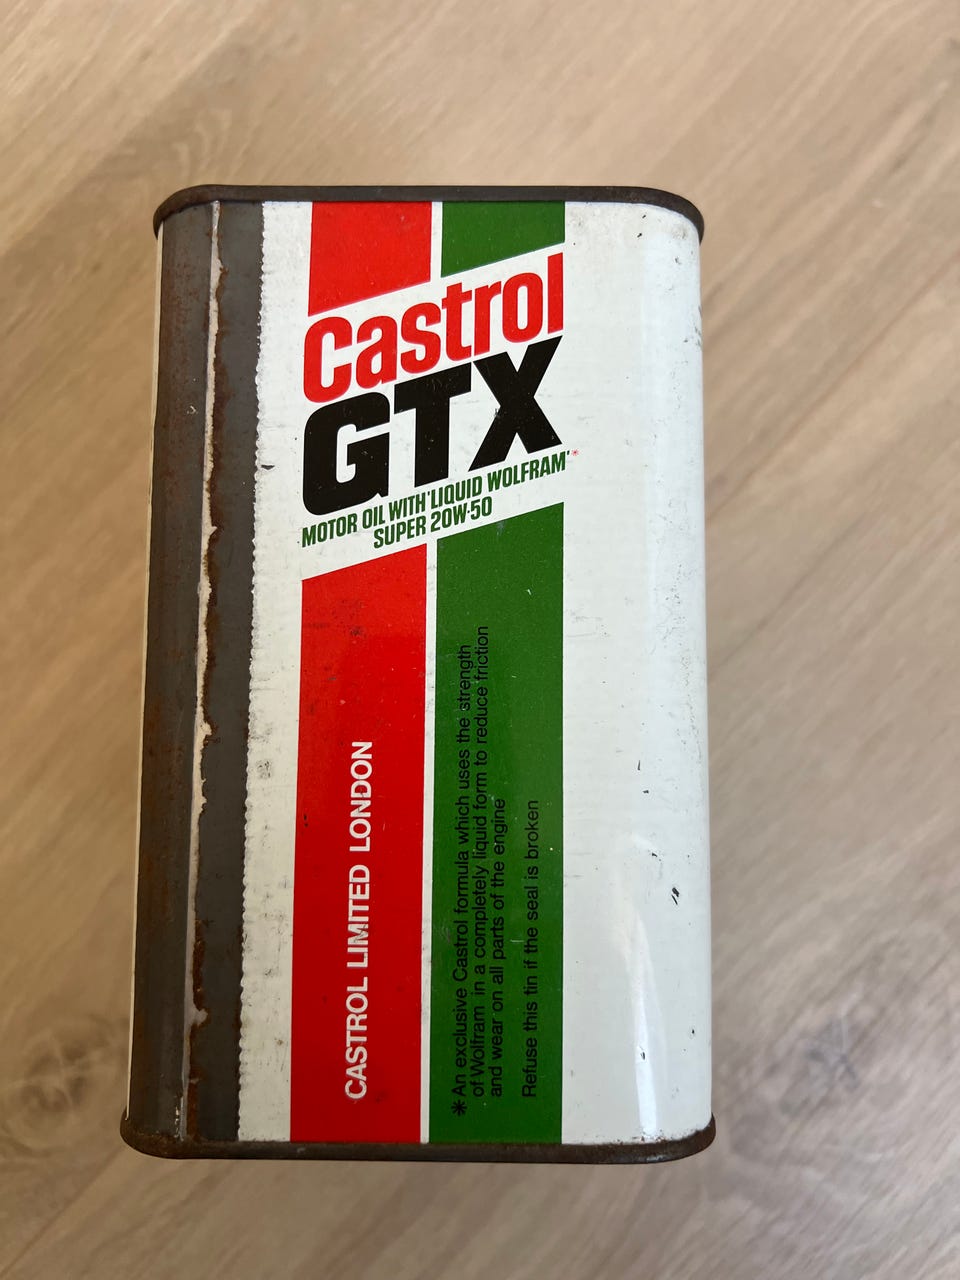 Castrol
GTX
MOTOR OIL WITH 'LIQUID WOLFRAM'*
SUPER 20W-50
CASTROL LIMITED LONDON
*An exclusive Castrol formula which uses the strength
of Wolfram in a completely liquid form to reduce friction
and wear on all parts of the engine
Refuse this tin if the seal is broken